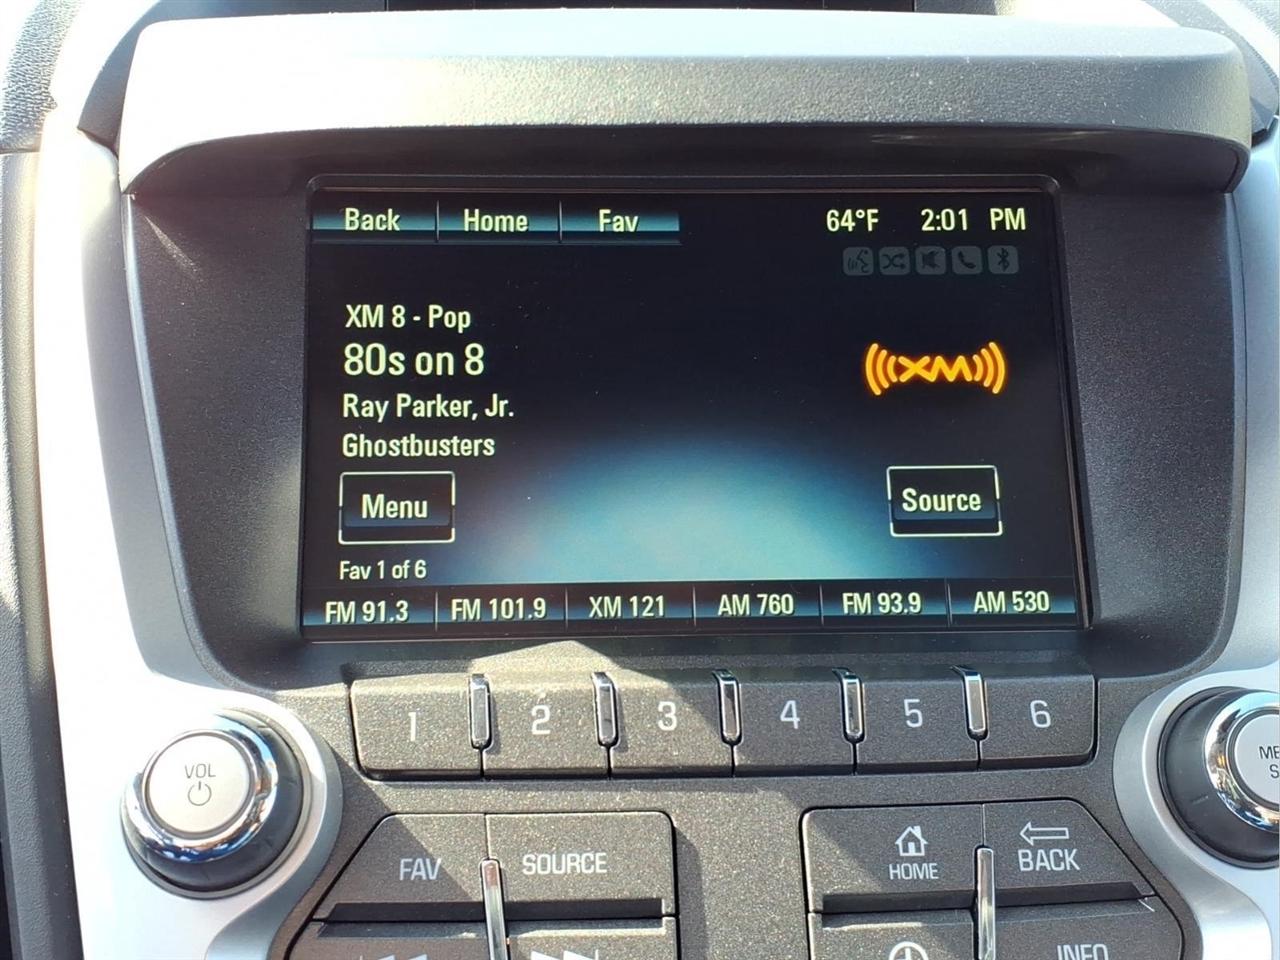 Back Home Fav 64°F 2:01 PM
XM 8 - Pop
80s on 8
XM
Ray Parker, Jr.
Ghostbusters
Menu Source
Fav 1 of 6
FM 91.3 FM 101.9 XM 121 AM 760 FM 93.9 AM 530
1 2 3 4 5 6
VOL
FAV SOURCE HOME BACK
INFO